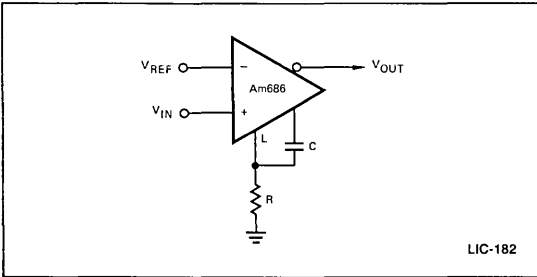 V_REF
−
V_OUT
Am686
V_IN
+
L
C
R
LIC-182